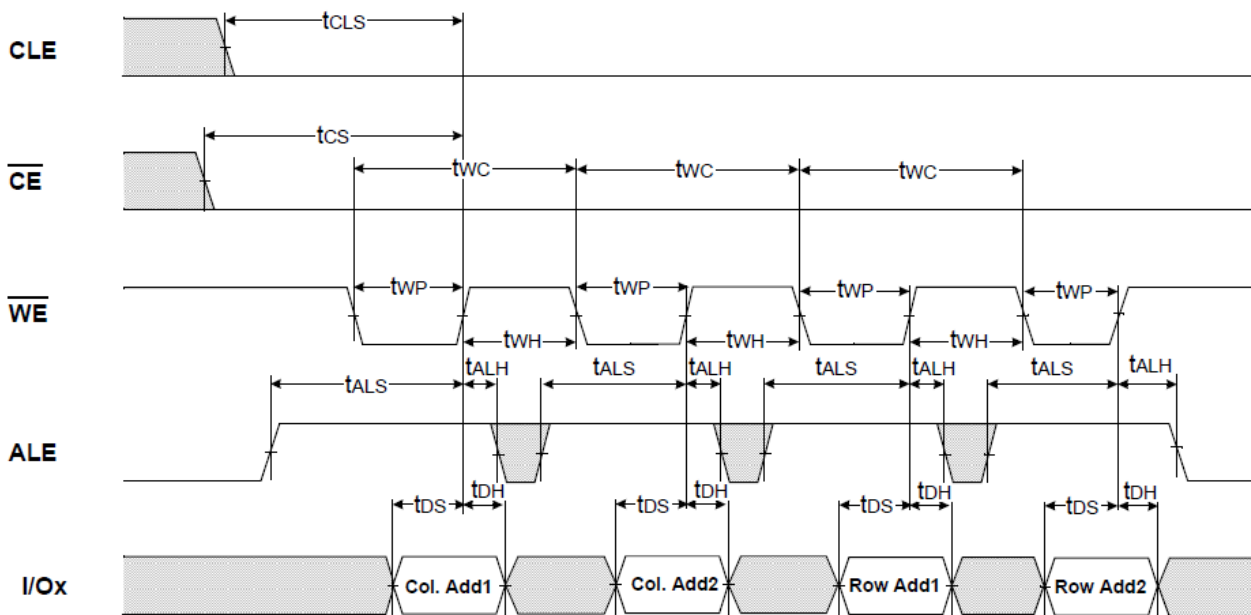 tCLS
CLE
tCS
CE
tWC tWC tWC
WE
tWP tWP tWP tWP
tWH tWH tWH
tALS tALH tALS tALH tALS tALH tALS tALH
ALE
tDS tDH tDS tDH tDS tDH tDS tDH
I/Ox
Col. Add1 Col. Add2 Row Add1 Row Add2